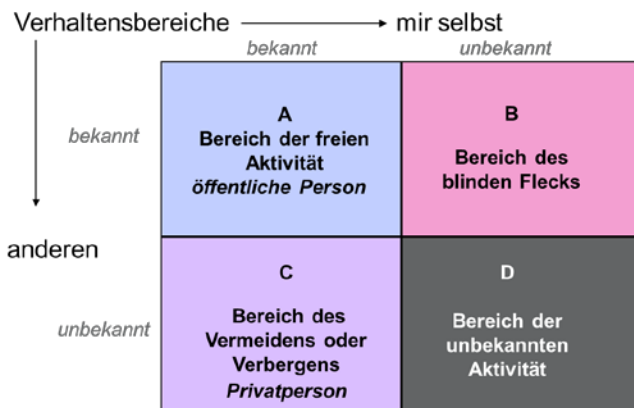 Verhaltensbereiche mir selbst
bekannt unbekannt
bekannt
A
Bereich der freien
Aktivität
öffentliche Person
B
Bereich des
blinden Flecks
anderen
unbekannt
C
Bereich des
Vermeidens oder
Verbergens
Privatperson
D
Bereich der
unbekannten
Aktivität